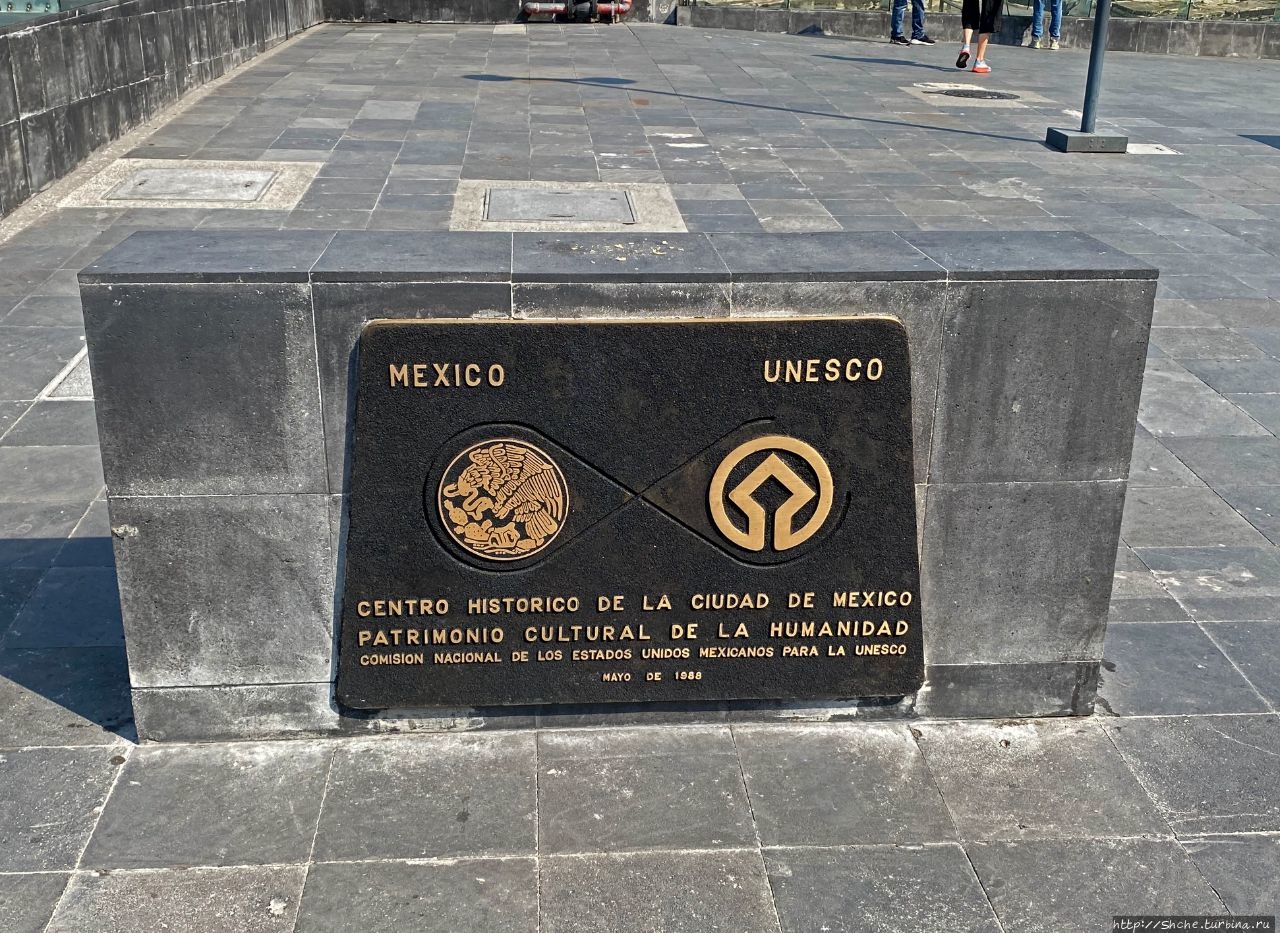 MEXICO UNESCO
CENTRO HISTORICO DE LA CIUDAD DE MEXICO
PATRIMONIO CULTURAL DE LA HUMANIDAD
COMISION NACIONAL DE LOS ESTADOS UNIDOS MEXICANOS PARA LA UNESCO
MAYO DE 1988
http://Shche.turbina.ru